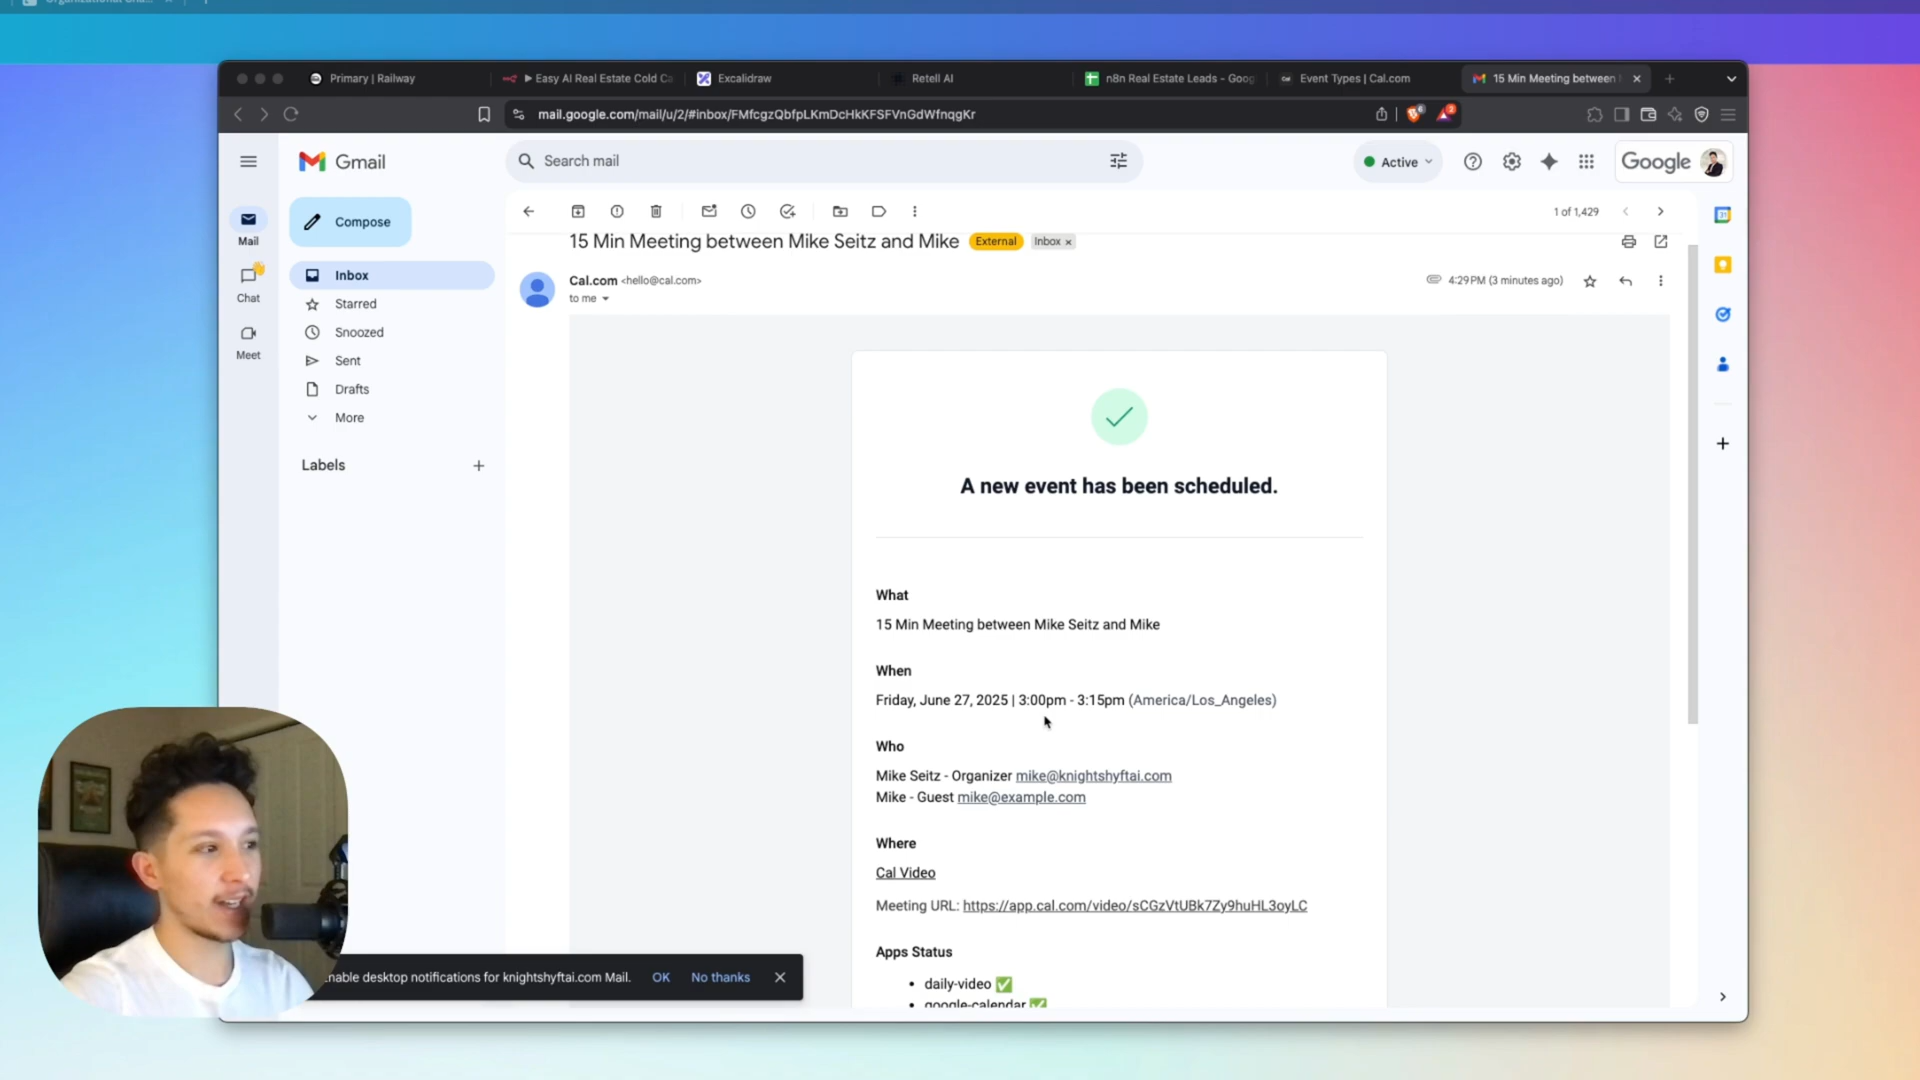 Primary | Railway
Easy AI Real Estate Cold Ca
Excalidraw
Retell AI
n8n Real Estate Leads - Goog
Event Types | Cal.com
15 Min Meeting between
mail.google.com/mail/u/2/#inbox/FMfcgzQbfpLKmDcHkKFSFVnGdWfnqgKr
Gmail
Search mail
Active
Google
Compose
Mail
Chat
Meet
Inbox
Starred
Snoozed
Sent
Drafts
More
Labels
1 of 1,429
15 Min Meeting between Mike Seitz and Mike
External
Inbox
Cal.com <hello@cal.com>
to me
4:29 PM (3 minutes ago)
A new event has been scheduled.
What
15 Min Meeting between Mike Seitz and Mike
When
Friday, June 27, 2025 | 3:00pm - 3:15pm (America/Los_Angeles)
Who
Mike Seitz - Organizer mike@knightshyftai.com
Mike - Guest mike@example.com
Where
Cal Video
Meeting URL: https://app.cal.com/video/sCGzVtUBk7Zy9huHL3oyLC
Apps Status
daily-video
google-calendar
nable desktop notifications for knightshyftai.com Mail. OK No thanks